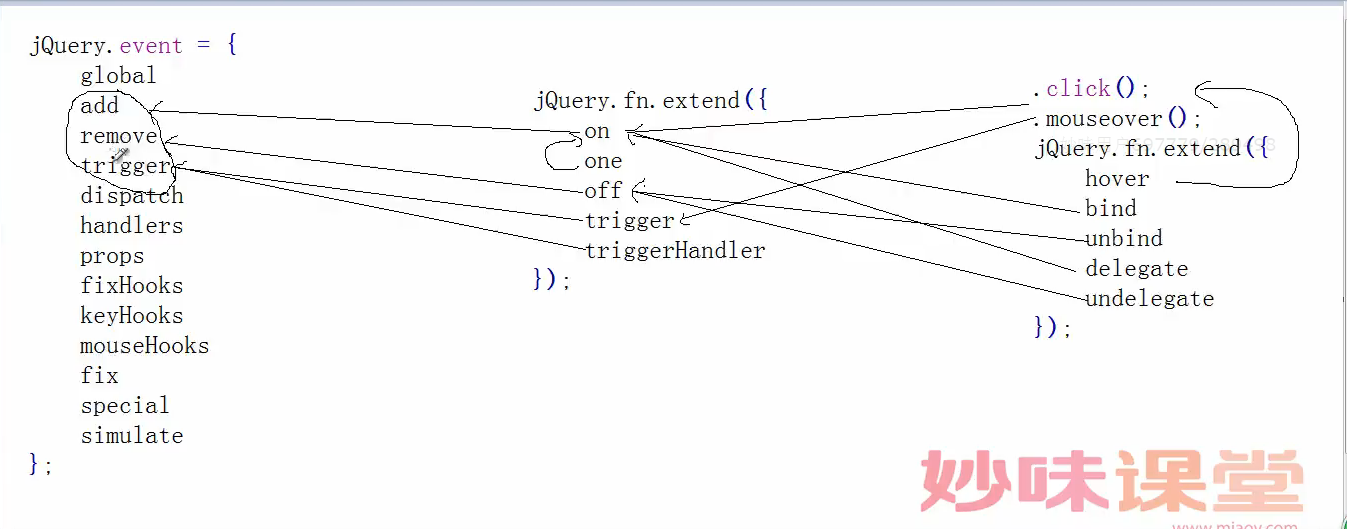 jQuery.event = {
global
add
remove
trigger
dispatch
handlers
props
fixHooks
keyHooks
mouseHooks
fix
special
simulate
};
jQuery.fn.extend({
on
one
off
trigger
triggerHandler
});
.click();
.mouseover();
jQuery.fn.extend({
hover
bind
unbind
delegate
undelegate
});
妙味课堂
www.miaov.com